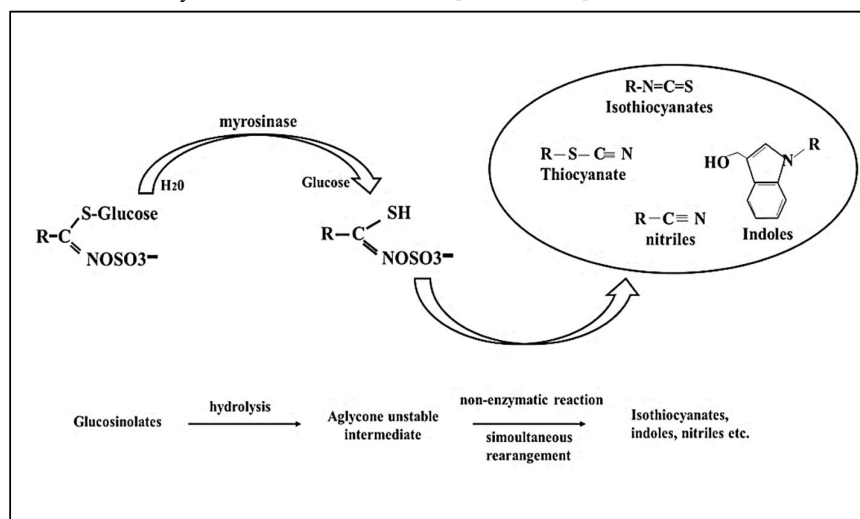 myrosinase
H20
Glucose
S-Glucose
R-C
NOSO3−
SH
R-C
NOSO3−
R-N=C=S
Isothiocyanates
R-S-C≡N
Thiocyanate
R-C≡N
nitriles
HO
N
R
Indoles
Glucosinolates
hydrolysis
Aglycone unstable
intermediate
non-enzymatic reaction
simoultaneous
rearangement
Isothiocyanates,
indoles, nitriles etc.